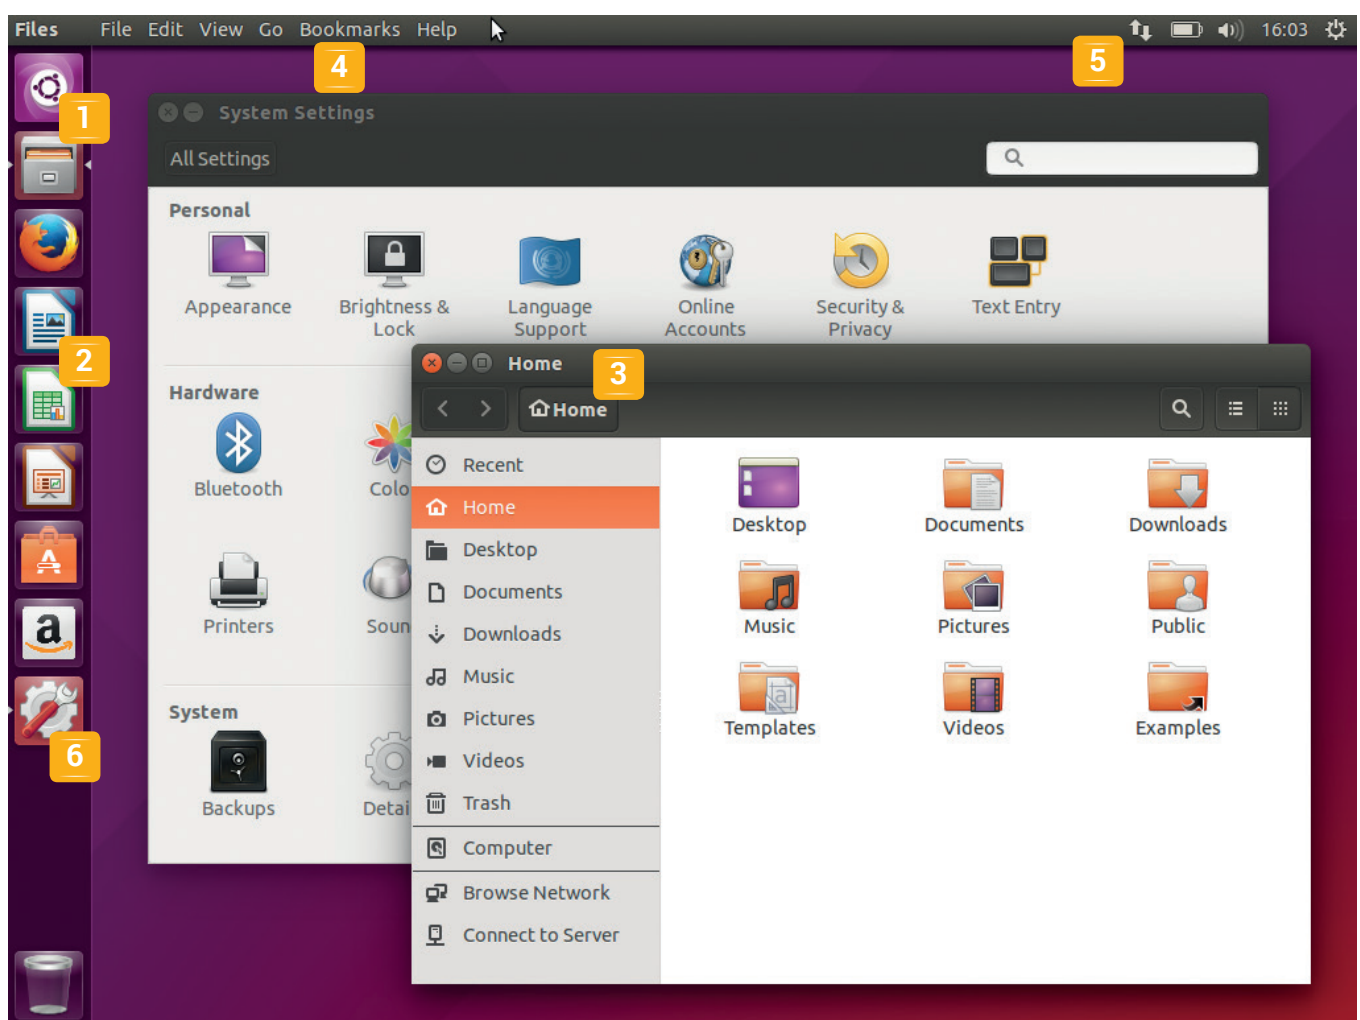 Files File Edit View Go Bookmarks Help 16:03
4
5
1
System Settings
All Settings
Personal
Appearance
Brightness &
Lock
Language
Support
Online
Accounts
Security &
Privacy
Text Entry
2
Hardware
Bluetooth
Colo
Printers
Soun
System
Backups
Detai
6
Home
3
Home
Recent
Home
Desktop
Documents
Downloads
Music
Pictures
Videos
Trash
Computer
Browse Network
Connect to Server
Desktop
Documents
Downloads
Music
Pictures
Public
Templates
Videos
Examples
a